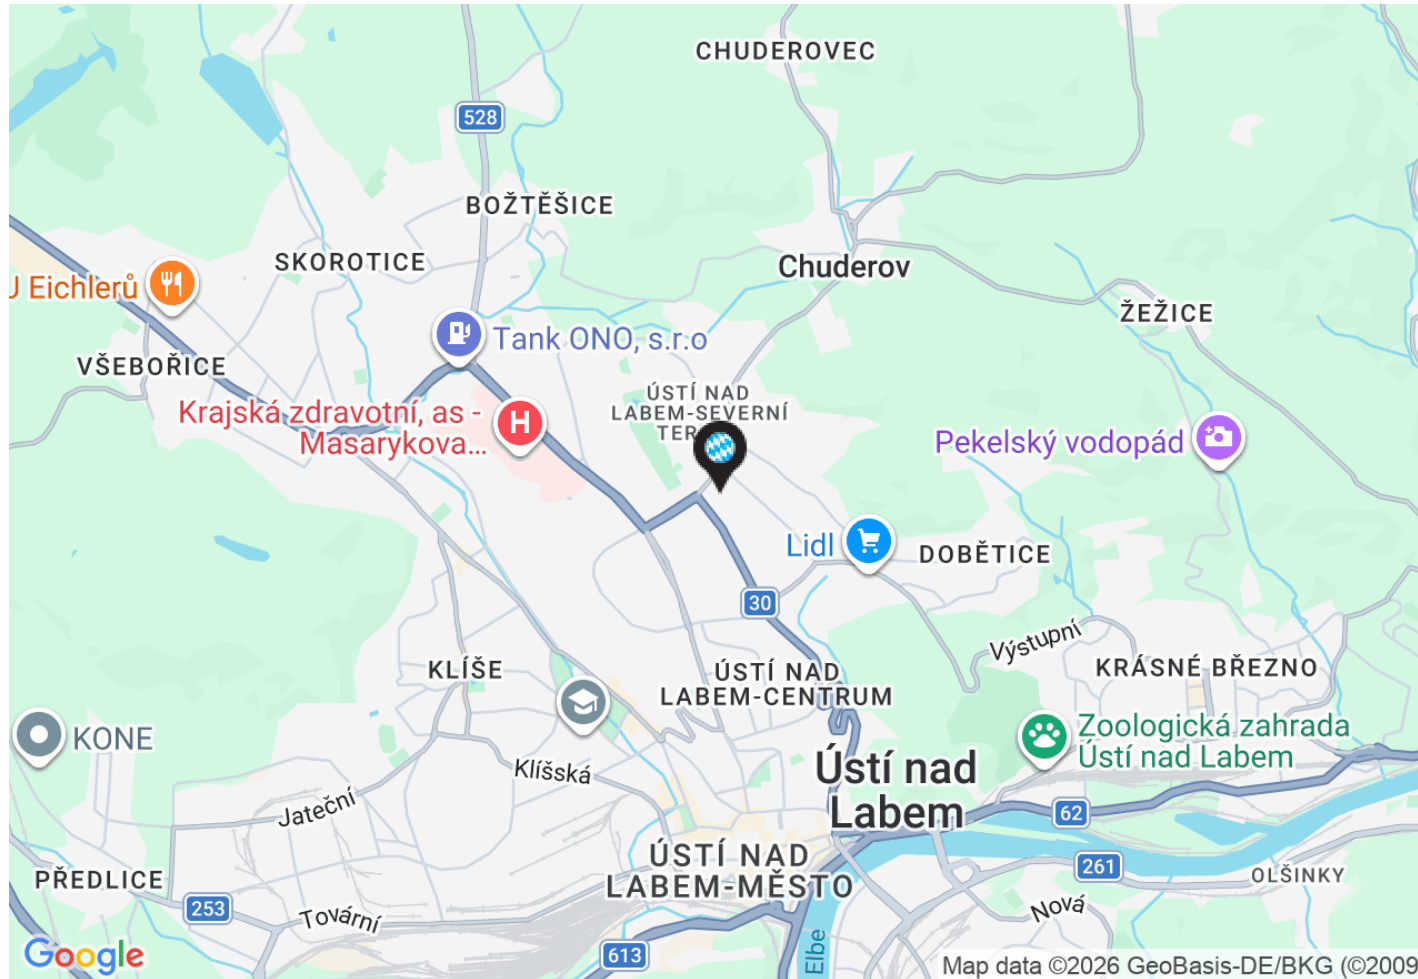 CHUDEROVEC
528
BOŽTĚŠICE
SKOROTICE
Chuderov
J Eichlerů
ŽEŽICE
Tank ONO, s.r.o
VŠEBOŘICE
ÚSTÍ NAD
LABEM-SEVERNÍ
TER
Krajská zdravotní, as -
Masarykova...
Pekelský vodopád
Lidl
DOBĚTICE
30
Výstupní
KLÍŠE
ÚSTÍ NAD
LABEM-CENTRUM
KRÁSNÉ BŘEZNO
KONE
Zoologická zahrada
Ústí nad Labem
Klíšská
Ústí nad
Labem
Jateční
62
ÚSTÍ NAD
LABEM-MĚSTO
261
OLŠINKY
PŘEDLICE
253
Tovární
Nová
613
Elbe
Google
Map data ©2026 GeoBasis-DE/BKG (©2009